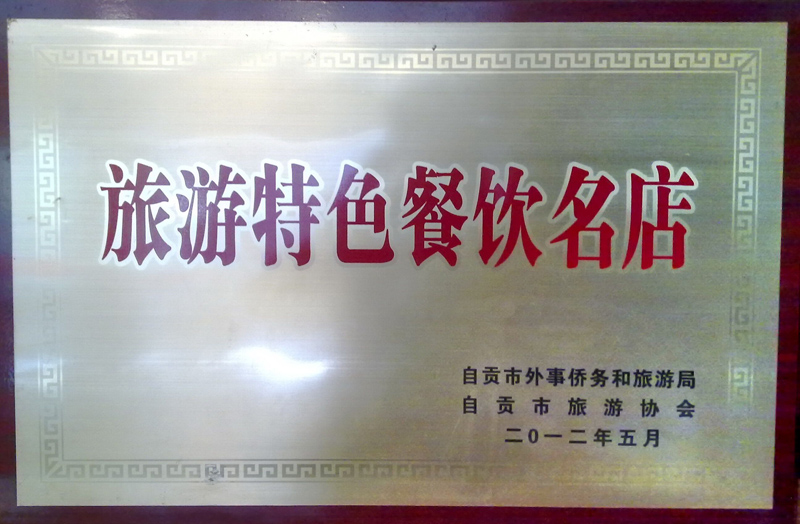 旅游特色餐饮名店
自贡市外事侨务和旅游局
自贡市旅游协会
二0一二年五月